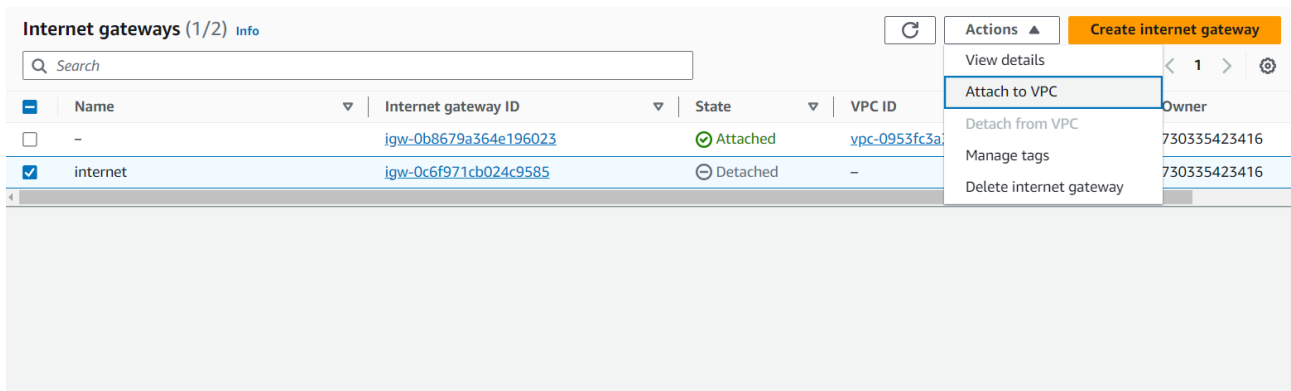 Internet gateways (1/2) Info
Actions
Create internet gateway
Search
1
View details
Attach to VPC
Detach from VPC
Manage tags
Delete internet gateway
Name Internet gateway ID State VPC ID Owner
– igw-0b8679a364e196023 Attached vpc-0953fc3a 730335423416
internet igw-0c6f971cb024c9585 Detached – 730335423416